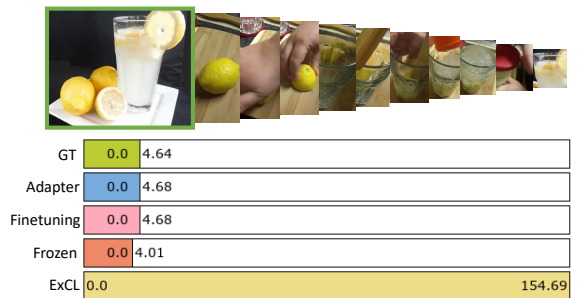 GT 0.0 4.64
Adapter 0.0 4.68
Finetuning 0.0 4.68
Frozen 0.0 4.01
ExCL 0.0 154.69